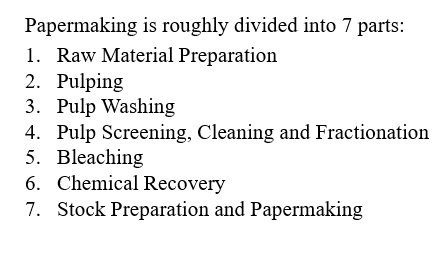 Papermaking is roughly divided into 7 parts:
1. Raw Material Preparation
2. Pulping
3. Pulp Washing
4. Pulp Screening, Cleaning and Fractionation
5. Bleaching
6. Chemical Recovery
7. Stock Preparation and Papermaking